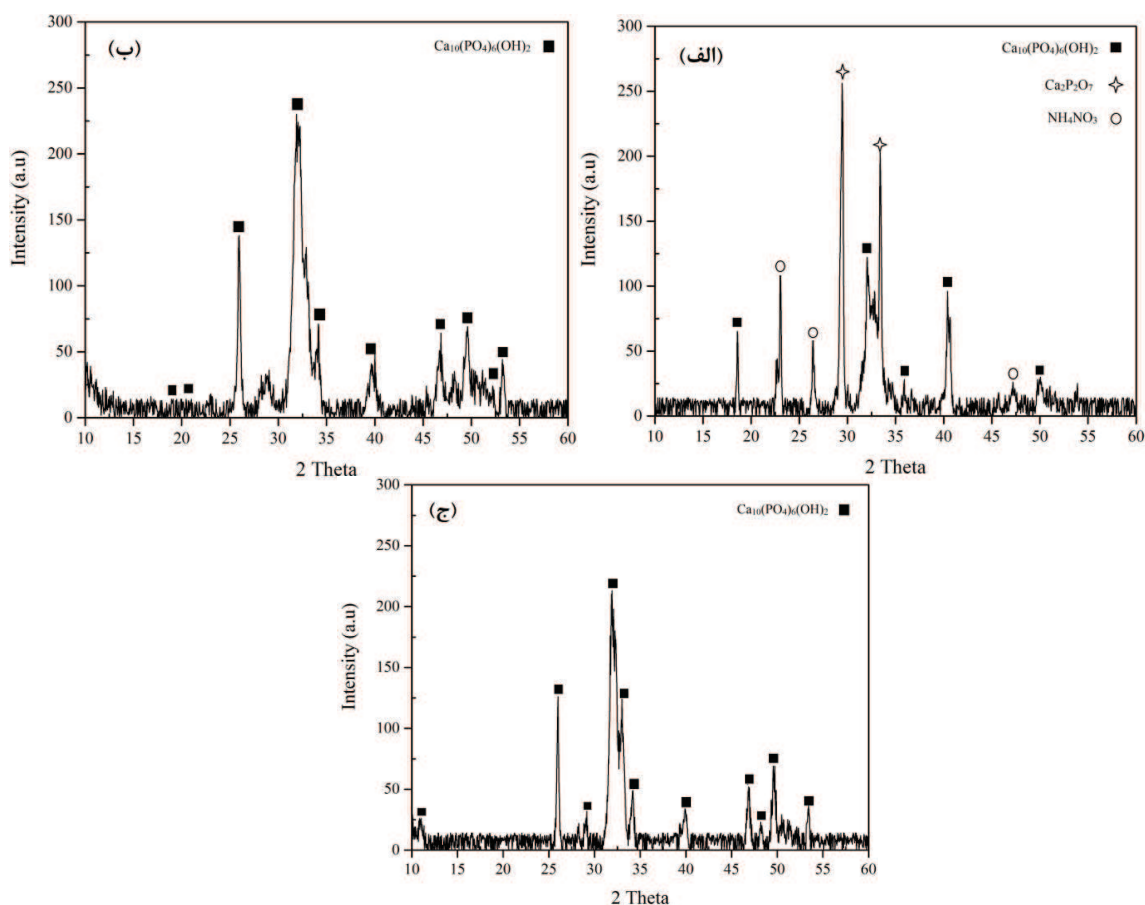 (الف)
Ca₁₀(PO₄)₆(OH)₂
Ca₂P₂O₇
NH₄NO₃
Intensity (a.u)
300
250
200
150
100
50
0
10 15 20 25 30 35 40 45 50 55 60
2 Theta
(ب)
Ca₁₀(PO₄)₆(OH)₂
Intensity (a.u)
300
250
200
150
100
50
0
10 15 20 25 30 35 40 45 50 55 60
2 Theta
(ج)
Ca₁₀(PO₄)₆(OH)₂
Intensity (a.u)
300
250
200
150
100
50
0
10 15 20 25 30 35 40 45 50 55 60
2 Theta